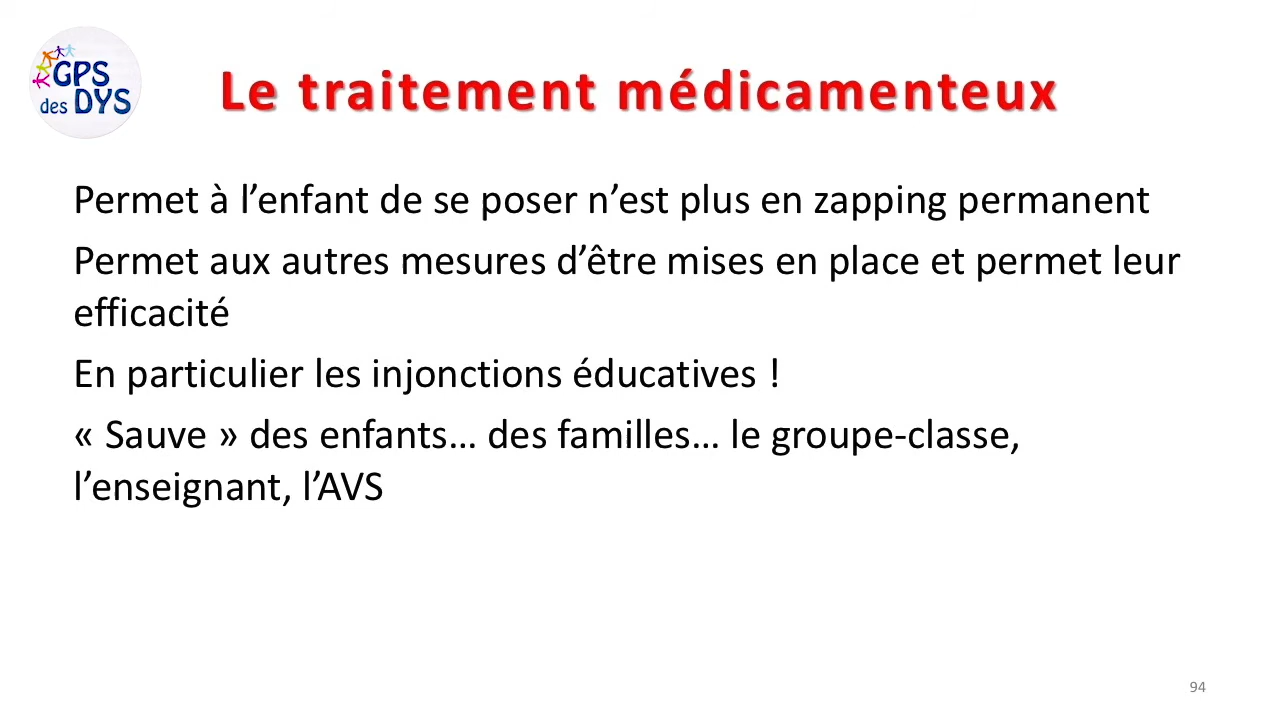 GPS
des DYS
Le traitement médicamenteux
Permet à l’enfant de se poser n’est plus en zapping permanent
Permet aux autres mesures d’être mises en place et permet leur
efficacité
En particulier les injonctions éducatives !
« Sauve » des enfants… des familles… le groupe-classe,
l’enseignant, l’AVS
94